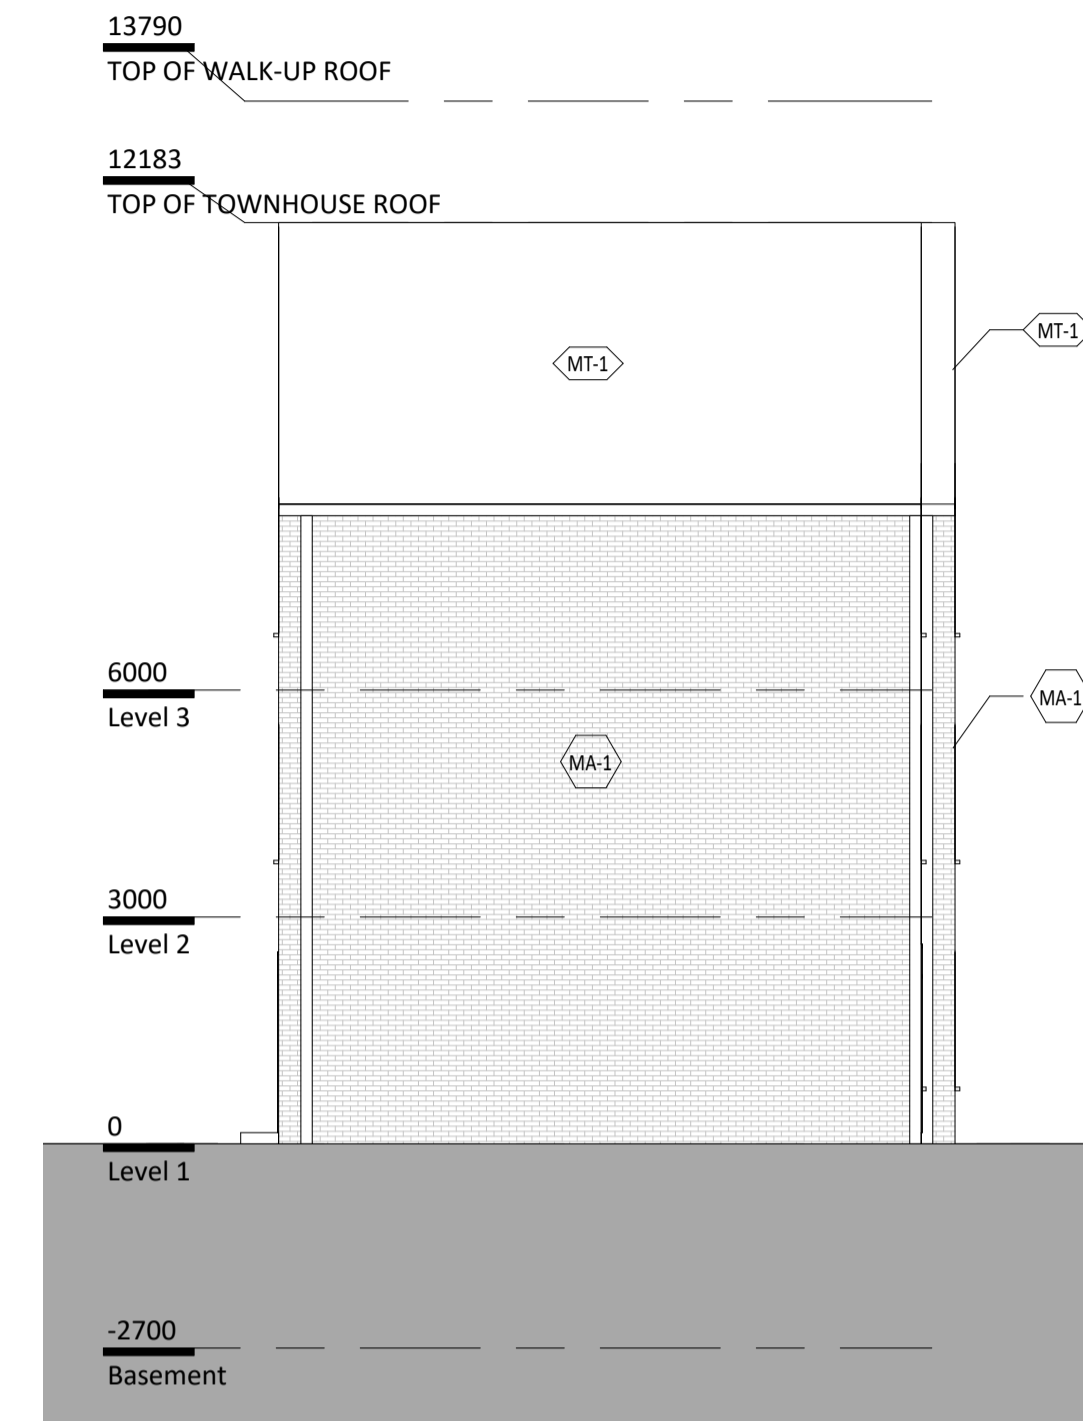 13790
TOP OF WALK-UP ROOF
12183
TOP OF TOWNHOUSE ROOF
MT-1
MT-1
6000
Level 3
MA-1
MA-1
3000
Level 2
0
Level 1
-2700
Basement